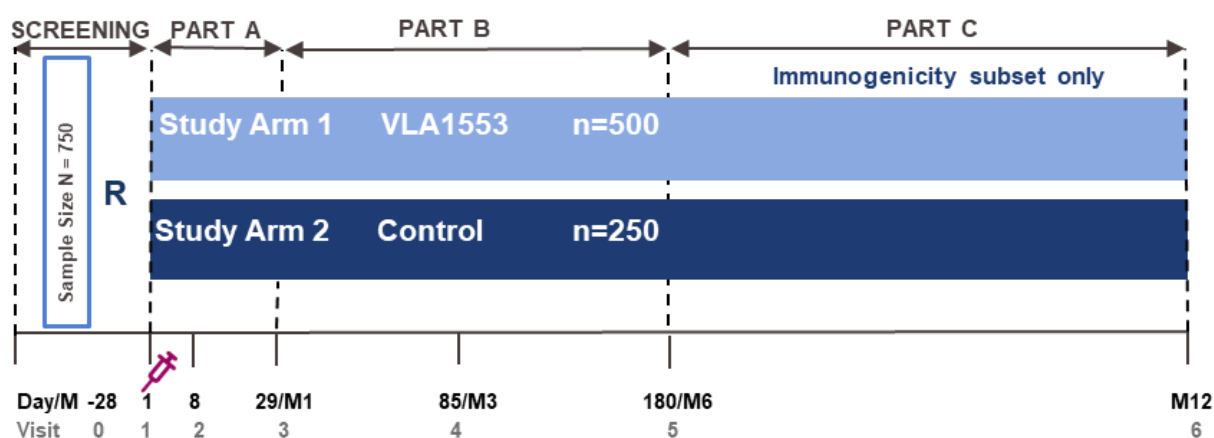 SCREENING PART A PART B PART C
Immunogenicity subset only
Sample Size N = 750
R
Study Arm 1 VLA1553 n=500
Study Arm 2 Control n=250
Day/M -28 1 8 29/M1 85/M3 180/M6 M12
Visit 0 1 2 3 4 5 6